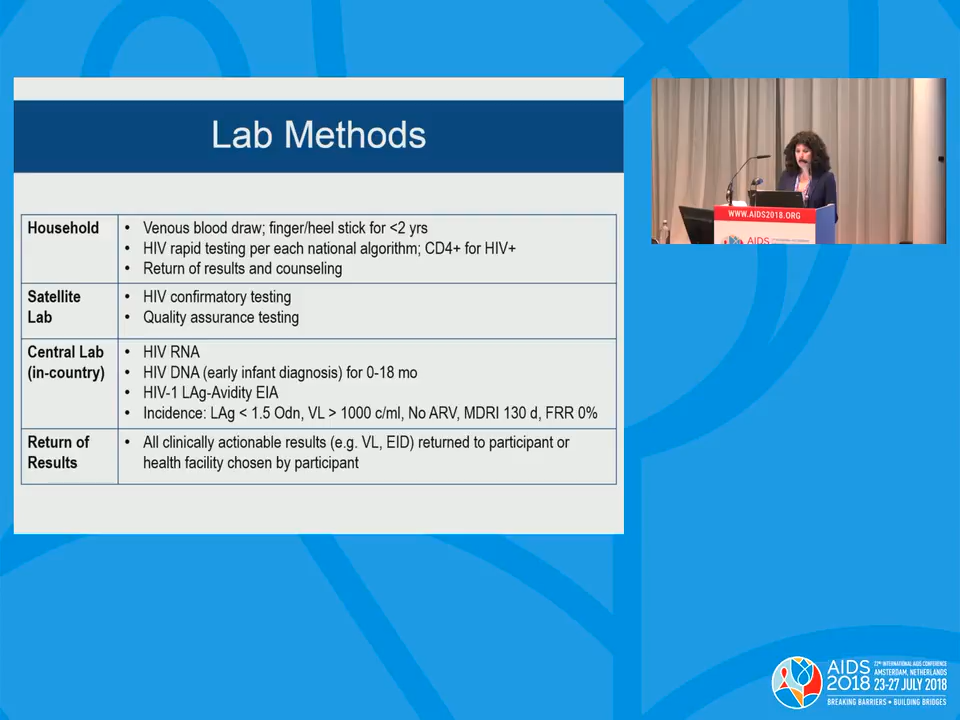 Lab Methods
Household
• Venous blood draw; finger/heel stick for <2 yrs
• HIV rapid testing per each national algorithm; CD4+ for HIV+
• Return of results and counseling
Satellite
Lab
• HIV confirmatory testing
• Quality assurance testing
Central Lab
(in-country)
• HIV RNA
• HIV DNA (early infant diagnosis) for 0-18 mo
• HIV-1 LAg-Avidity EIA
• Incidence: LAg < 1.5 Odn, VL > 1000 c/ml, No ARV, MDRI 130 d, FRR 0%
Return of
Results
• All clinically actionable results (e.g. VL, EID) returned to participant or
health facility chosen by participant
WWW.AIDS2018.ORG
AIDS
AIDS
2018
22ND INTERNATIONAL AIDS CONFERENCE
AMSTERDAM, NETHERLANDS
23-27 JULY 2018
BREAKING BARRIERS • BUILDING BRIDGES